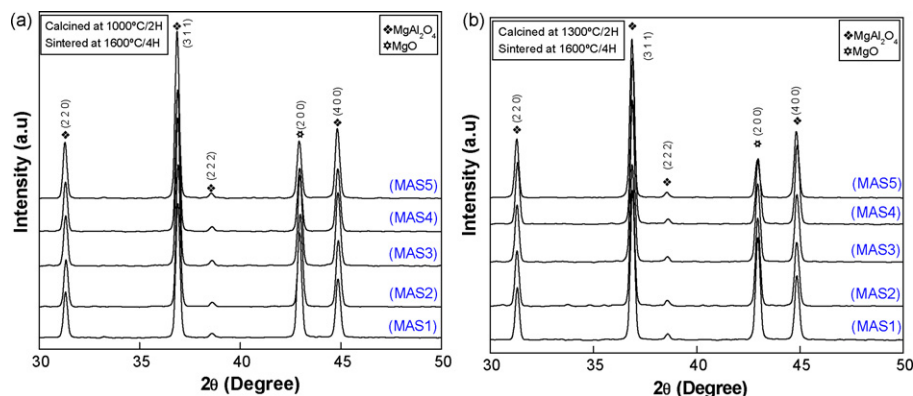 (a)
Calcined at 1000ºC/2H
Sintered at 1600ºC/4H
❖MgAl₂O₄
✡MgO
(2 2 0)
(3 1 1)
(2 2 2)
(2 0 0)
(4 0 0)
(MAS5)
(MAS4)
(MAS3)
(MAS2)
(MAS1)
Intensity (a.u)
30 35 40 45 50
2θ (Degree)
(b)
Calcined at 1300ºC/2H
Sintered at 1600ºC/4H
❖MgAl₂O₄
✡MgO
(2 2 0)
(3 1 1)
(2 2 2)
(2 0 0)
(4 0 0)
(MAS5)
(MAS4)
(MAS3)
(MAS2)
(MAS1)
Intensity (a.u)
30 35 40 45 50
2θ (Degree)